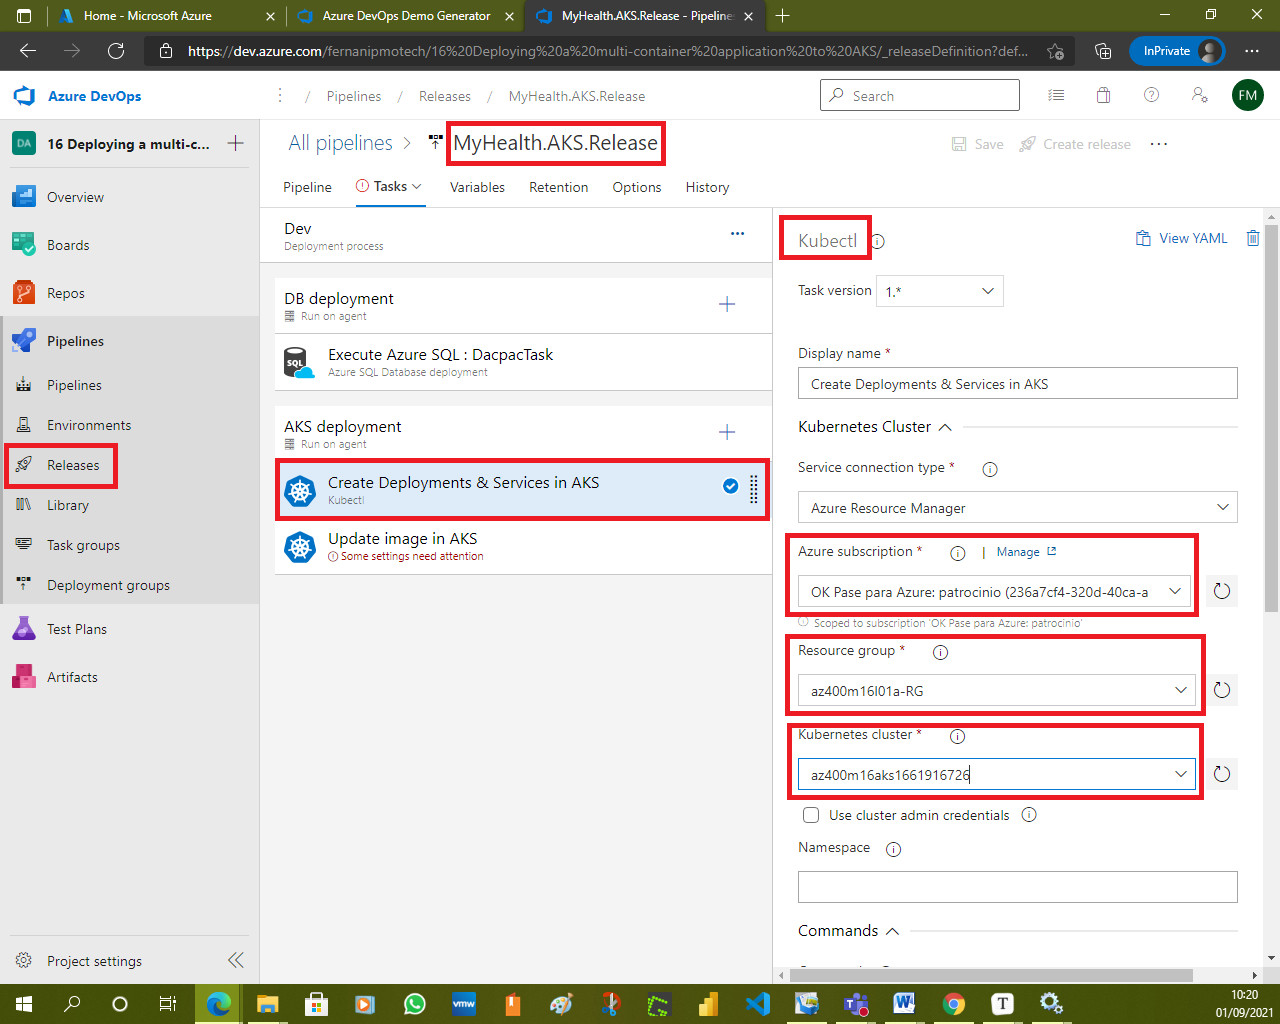 Home - Microsoft Azure
Azure DevOps Demo Generator
MyHealth.AKS.Release - Pipelines
https://dev.azure.com/fernanipmotech/16%20Deploying%20a%20multi-container%20application%20to%20AKS/_releaseDefinition?def...
InPrivate
Azure DevOps
/ Pipelines / Releases / MyHealth.AKS.Release
Search
FM
DA
16 Deploying a multi-c...
All pipelines > MyHealth.AKS.Release
Save
Create release
Pipeline
Tasks
Variables
Retention
Options
History
Overview
Boards
Repos
Pipelines
Pipelines
Environments
Releases
Library
Task groups
Deployment groups
Test Plans
Artifacts
Project settings
Dev
Deployment process
DB deployment
Run on agent
SQL
Execute Azure SQL : DacpacTask
Azure SQL Database deployment
AKS deployment
Run on agent
Create Deployments & Services in AKS
Kubectl
Update image in AKS
Some settings need attention
Kubectl
View YAML
Task version 1.*
Display name *
Create Deployments & Services in AKS
Kubernetes Cluster
Service connection type *
Azure Resource Manager
Azure subscription * | Manage
OK Pase para Azure: patrocinio (236a7cf4-320d-40ca-a
Scoped to subscription 'OK Pase para Azure: patrocinio'
Resource group *
az400m16l01a-RG
Kubernetes cluster *
az400m16aks1661916726
Use cluster admin credentials
Namespace
Commands
vmw
W
T
10:20
01/09/2021